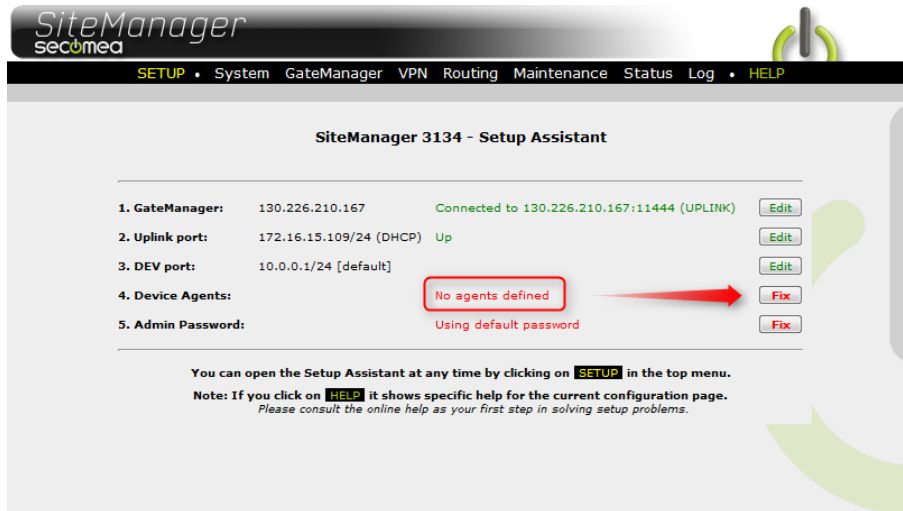 SiteManager
secomea
SETUP • System GateManager VPN Routing Maintenance Status Log • HELP
SiteManager 3134 - Setup Assistant
1. GateManager: 130.226.210.167 Connected to 130.226.210.167:11444 (UPLINK) Edit
2. Uplink port: 172.16.15.109/24 (DHCP) Up Edit
3. DEV port: 10.0.0.1/24 [default] Edit
4. Device Agents: No agents defined Fix
5. Admin Password: Using default password Fix
You can open the Setup Assistant at any time by clicking on SETUP in the top menu.
Note: If you click on HELP it shows specific help for the current configuration page.
Please consult the online help as your first step in solving setup problems.